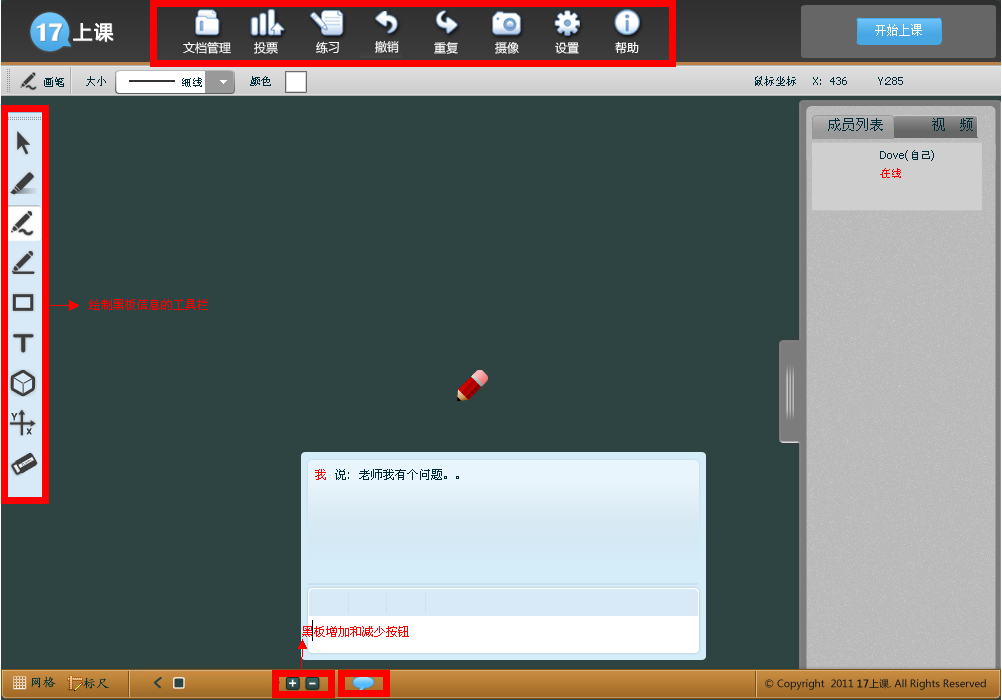 17 上课
文档管理 投票 练习 撤销 重复 摄像 设置 帮助
开始上课
画笔 大小 细线 颜色
鼠标坐标 X: 436 Y285
成员列表 视 频
Dove(自己)
在线
绘制黑板信息的工具栏
T
Y
X
我 说: 老师我有个问题。。
黑板增加和减少按钮
网格 标尺
© Copyright 2011 17上课. All Rights Reserved